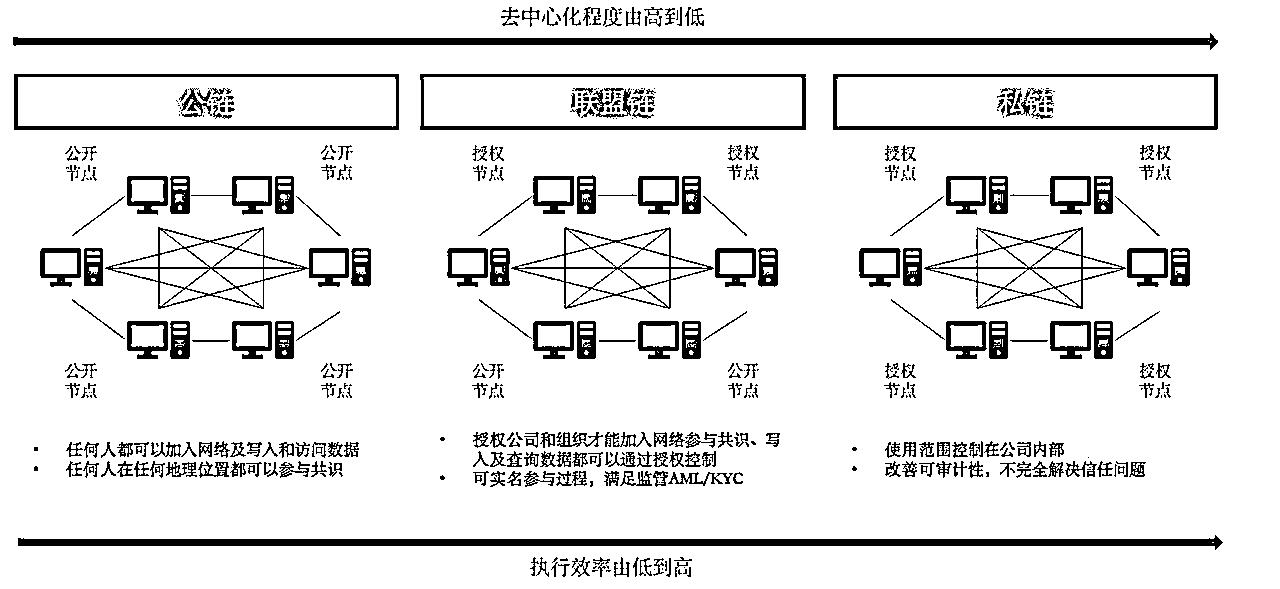 去中心化程度由高到低
公链
联盟链
私链
公开
节点
公开
节点
授权
节点
授权
节点
授权
节点
授权
节点
公开
节点
公开
节点
授权
节点
公开
节点
授权
节点
授权
节点
• 任何人都可以加入网络及写入和访问数据
• 任何人在任何地理位置都可以参与共识
• 授权公司和组织才能加入网络参与共识、写
入及查询数据都可以通过授权控制
• 可实名参与过程，满足监管AML/KYC
• 使用范围控制在公司内部
• 改善可审计性，不完全解决信任问题
执行效率由低到高